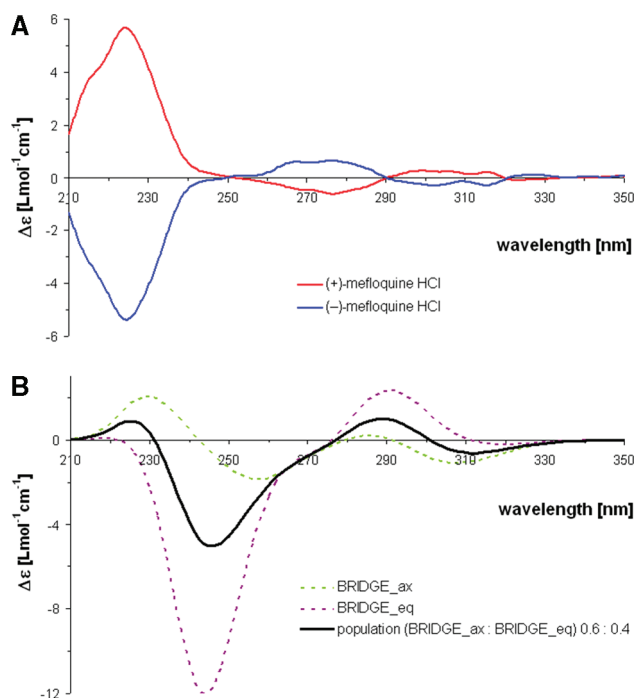 A
6
4
2
0
-2
-4
-6
210 230 250 270 290 310 330 350
Δε [Lmol⁻¹cm⁻¹]
wavelength [nm]
(+)-mefloquine HCl
(–)-mefloquine HCl
B
0
-4
-8
-12
210 230 250 270 290 310 330 350
Δε [Lmol⁻¹cm⁻¹]
wavelength [nm]
BRIDGE_ax
BRIDGE_eq
population (BRIDGE_ax : BRIDGE_eq) 0.6 : 0.4